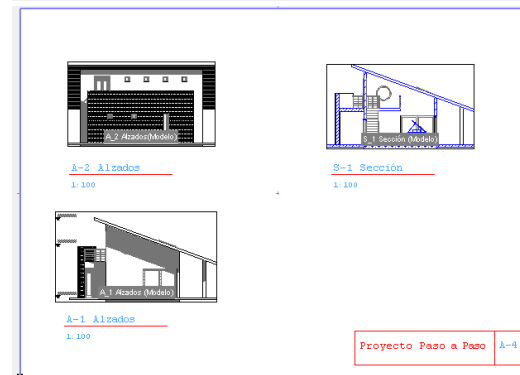 A_2 Alzados(Modelo)
A-2 Alzados
1:100
S_1 Sección (Modelo)
S-1 Sección
1:100
A_1 Alzados (Modelo)
A-1 Alzados
1:100
Proyecto Paso a Paso
A-4